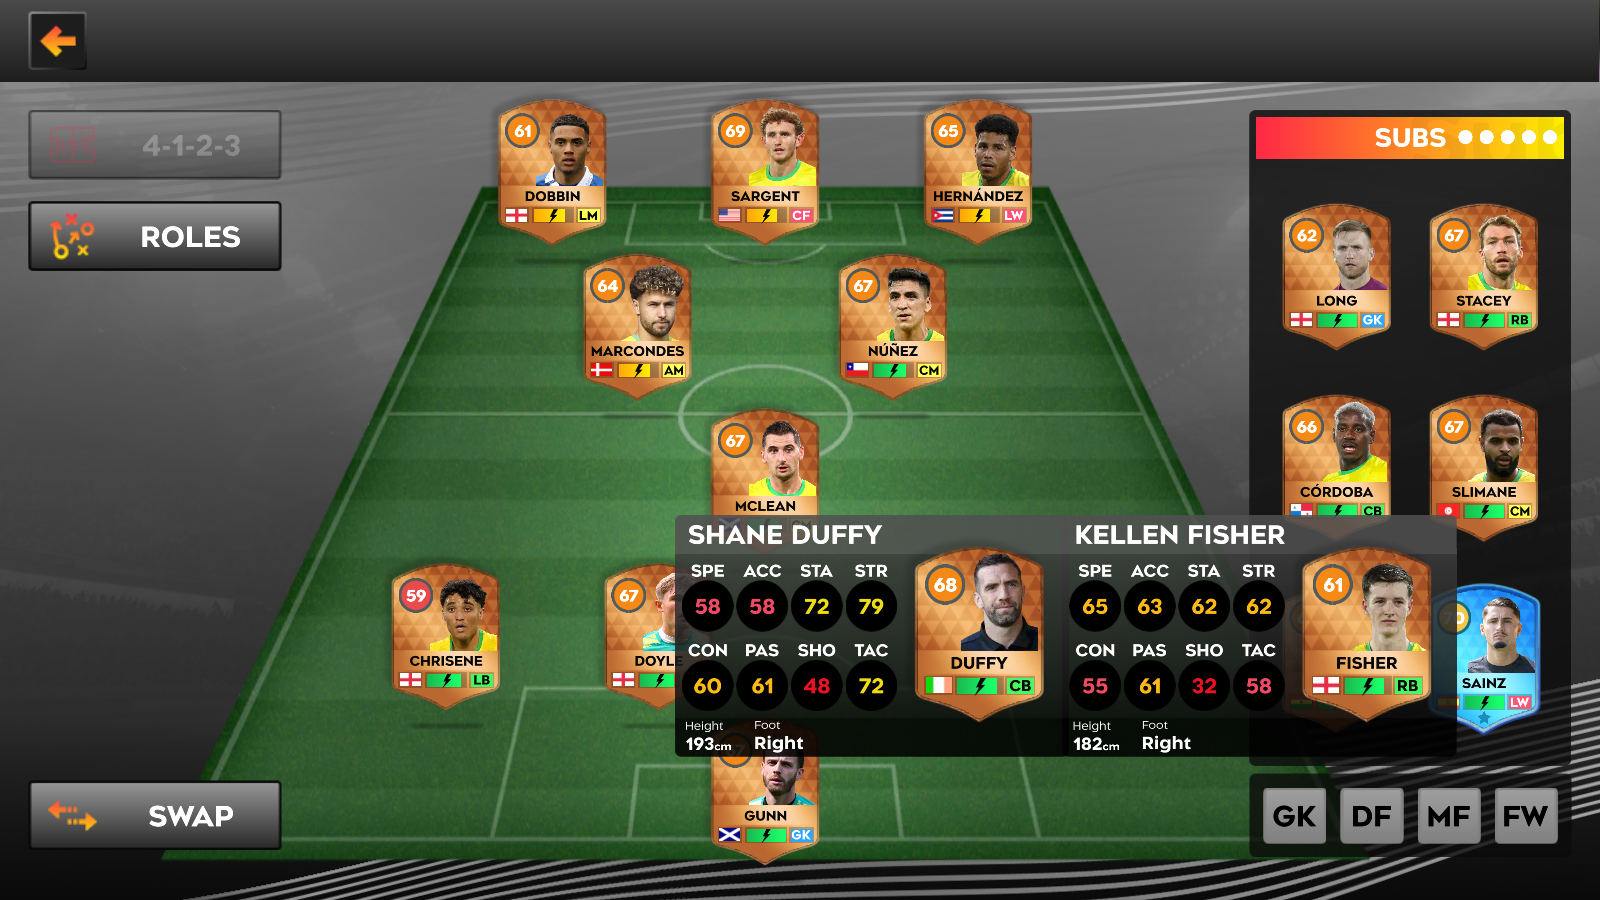 4-1-2-3
ROLES
SWAP
61
DOBBIN
LM
69
SARGENT
CF
65
HERNÁNDEZ
LW
64
MARCONDES
AM
67
NÚÑEZ
CM
67
MCLEAN
59
CHRISENE
LB
67
DOYLE
GUNN
GK
SHANE DUFFY
SPE ACC STA STR
58 58 72 79
CON PAS SHO TAC
60 61 48 72
Height Foot
193cm Right
68
DUFFY
CB
KELLEN FISHER
SPE ACC STA STR
65 63 62 62
CON PAS SHO TAC
55 61 32 58
Height Foot
182cm Right
61
FISHER
RB
SUBS
62
LONG
GK
67
STACEY
RB
66
CÓRDOBA
CB
67
SLIMANE
CM
SAINZ
LW
GK DF MF FW